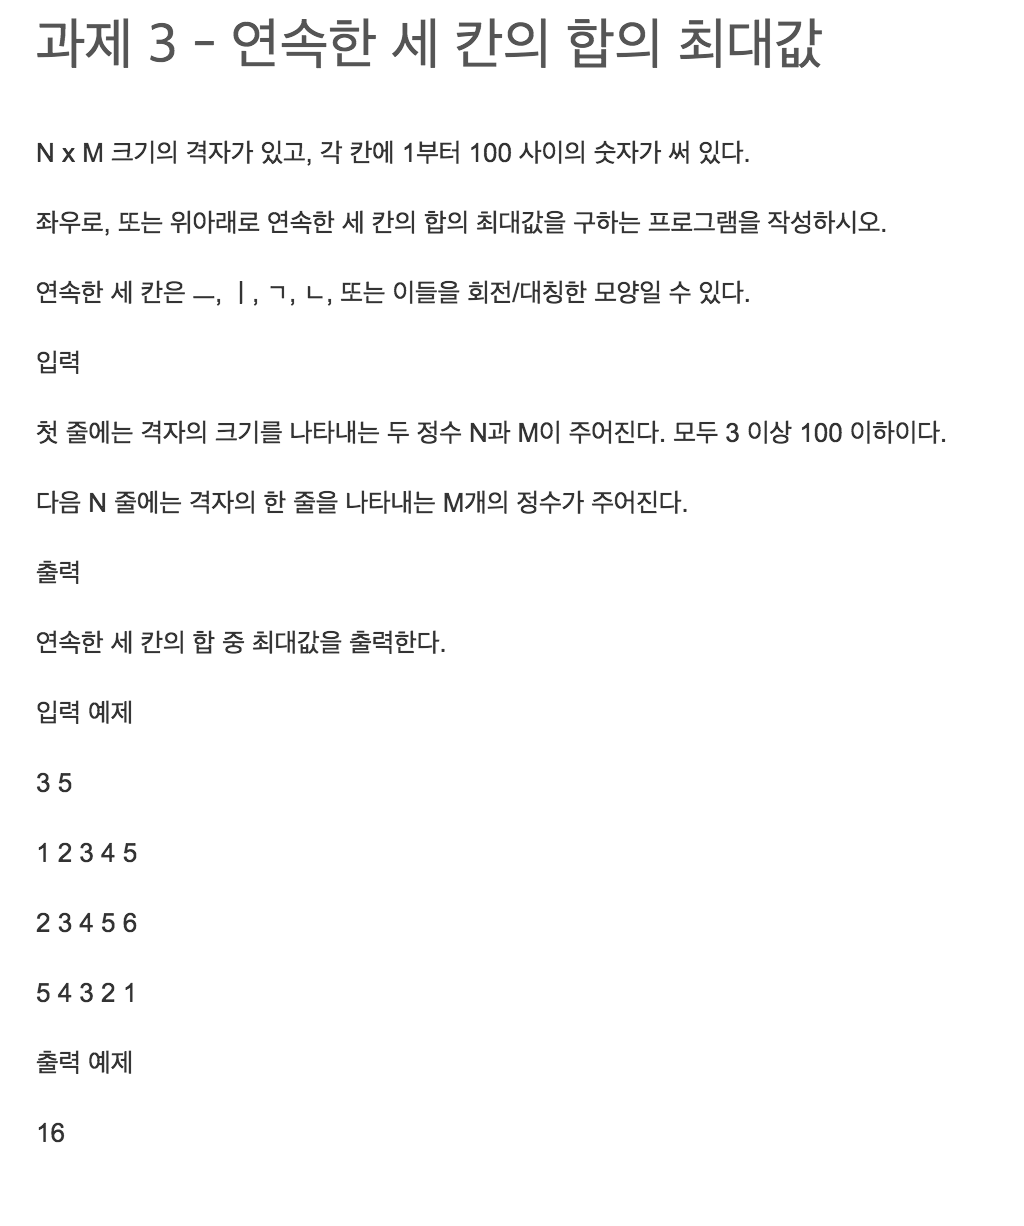 과제 3 – 연속한 세 칸의 합의 최대값
N x M 크기의 격자가 있고, 각 칸에 1부터 100 사이의 숫자가 써 있다.
좌우로, 또는 위아래로 연속한 세 칸의 합의 최대값을 구하는 프로그램을 작성하시오.
연속한 세 칸은 ㅡ, ㅣ, ㄱ, ㄴ, 또는 이들을 회전/대칭한 모양일 수 있다.
입력
첫 줄에는 격자의 크기를 나타내는 두 정수 N과 M이 주어진다. 모두 3 이상 100 이하이다.
다음 N 줄에는 격자의 한 줄을 나타내는 M개의 정수가 주어진다.
출력
연속한 세 칸의 합 중 최대값을 출력한다.
입력 예제
3 5
1 2 3 4 5
2 3 4 5 6
5 4 3 2 1
출력 예제
16